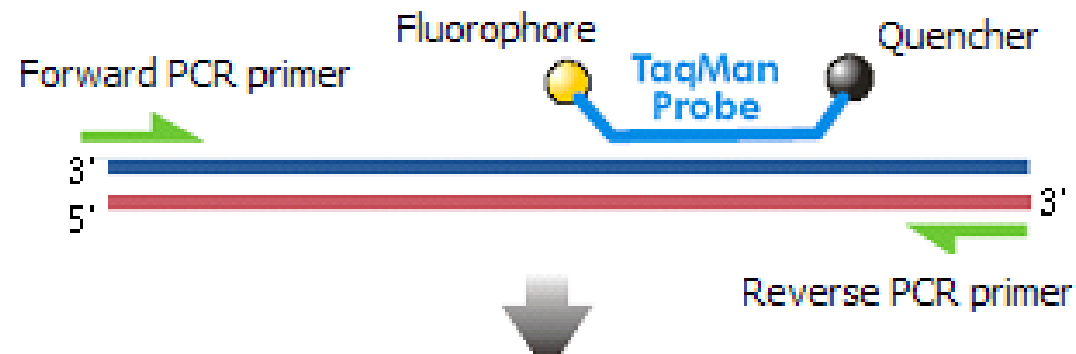 Fluorophore
Quencher
Forward PCR primer
TaqMan
Probe
3'
5'
3'
Reverse PCR primer